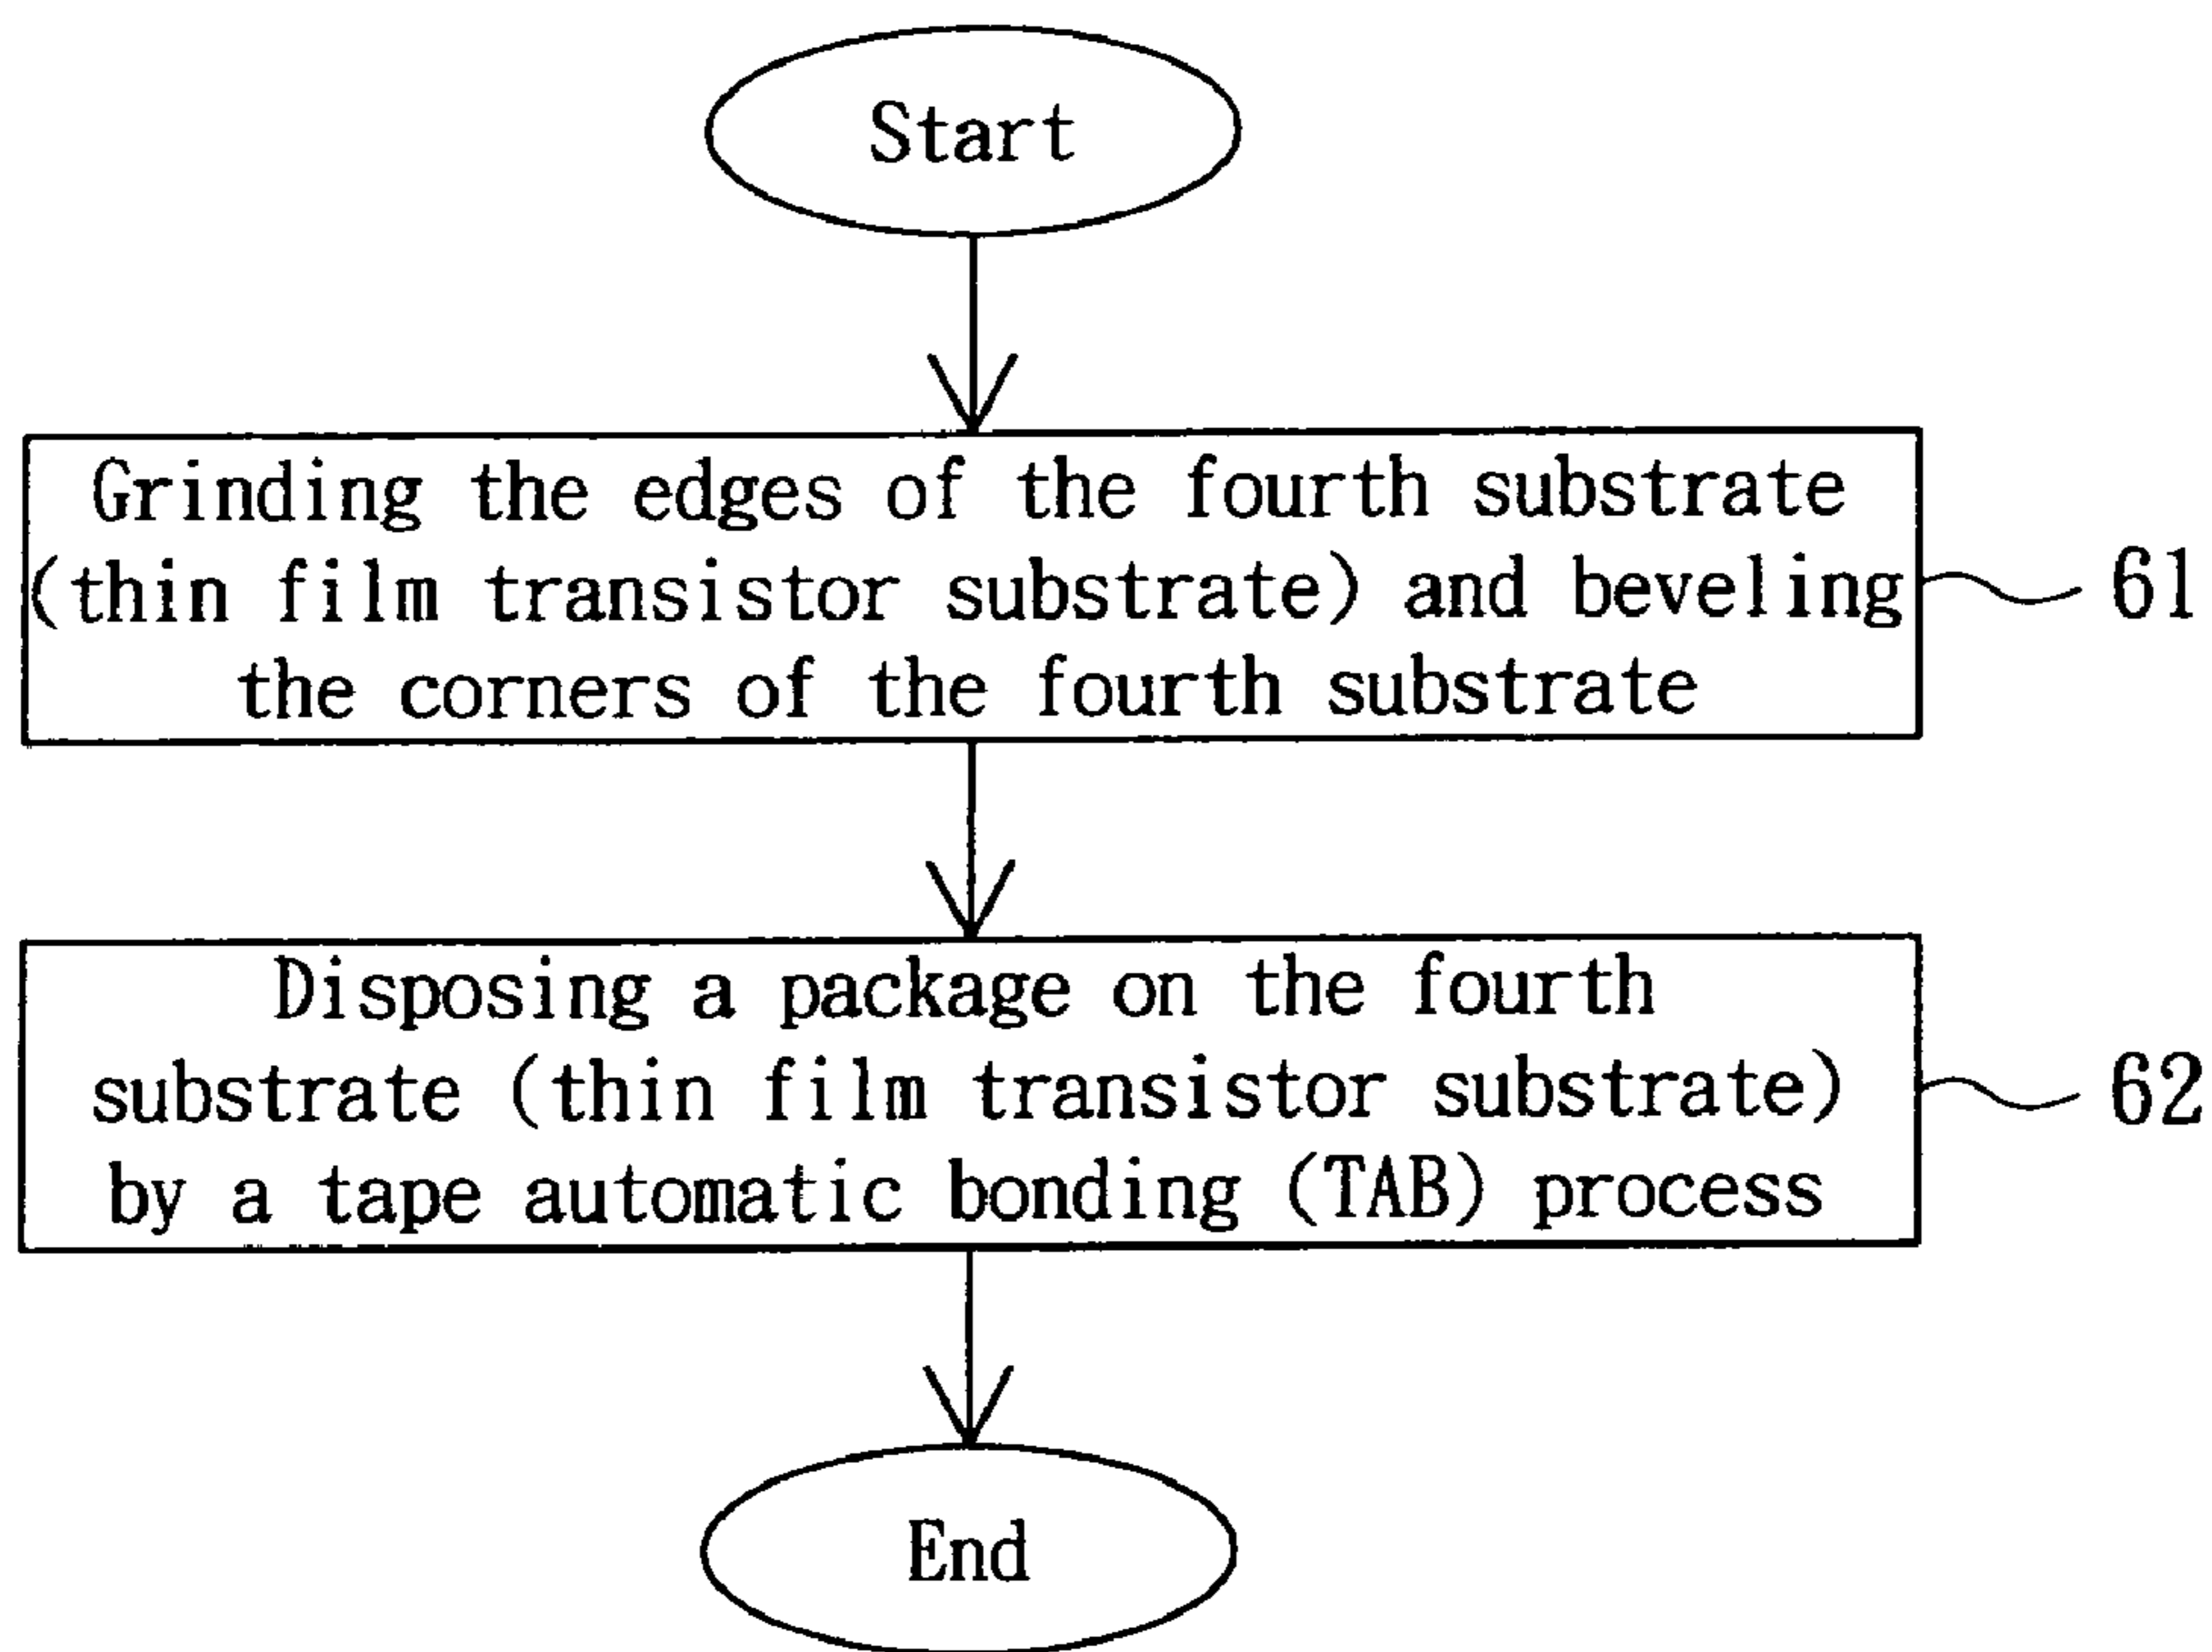 Start
Grinding the edges of the fourth substrate
(thin film transistor substrate) and beveling
the corners of the fourth substrate
61
Disposing a package on the fourth
substrate (thin film transistor substrate)
by a tape automatic bonding (TAB) process
62
End